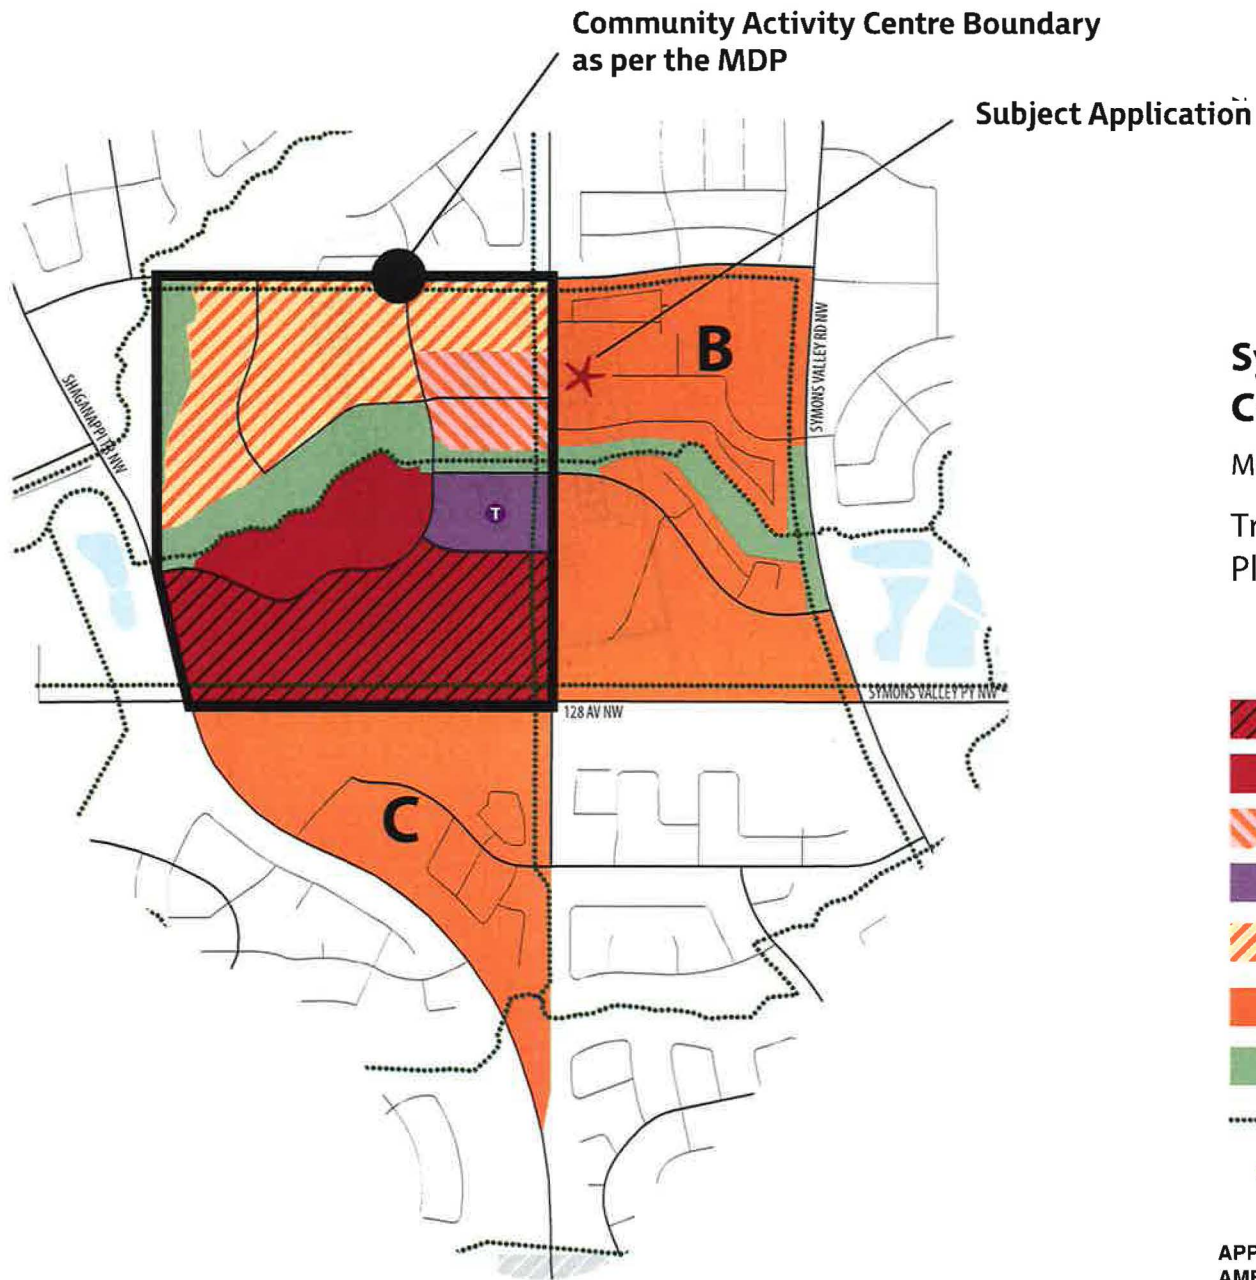 Community Activity Centre Boundary
as per the MDP
Subject Application
B
SYMONS VALLEY RD NW
SHAGANAPPI TR NW
T
SYMONS VALLEY PY NW
128 AV NW
C